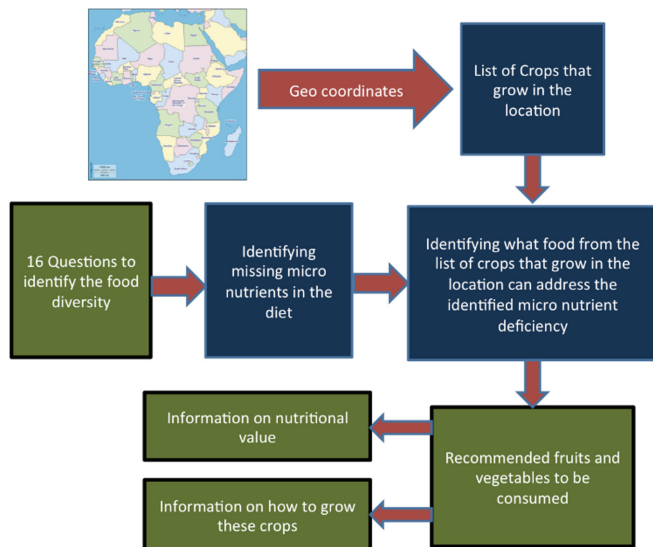 Geo coordinates
List of Crops that
grow in the
location
16 Questions to
identify the food
diversity
Identifying
missing micro
nutrients in the
diet
Identifying what food from the
list of crops that grow in the
location can address the
identified micro nutrient
deficiency
Information on nutritional
value
Recommended fruits and
vegetables to be
consumed
Information on how to grow
these crops